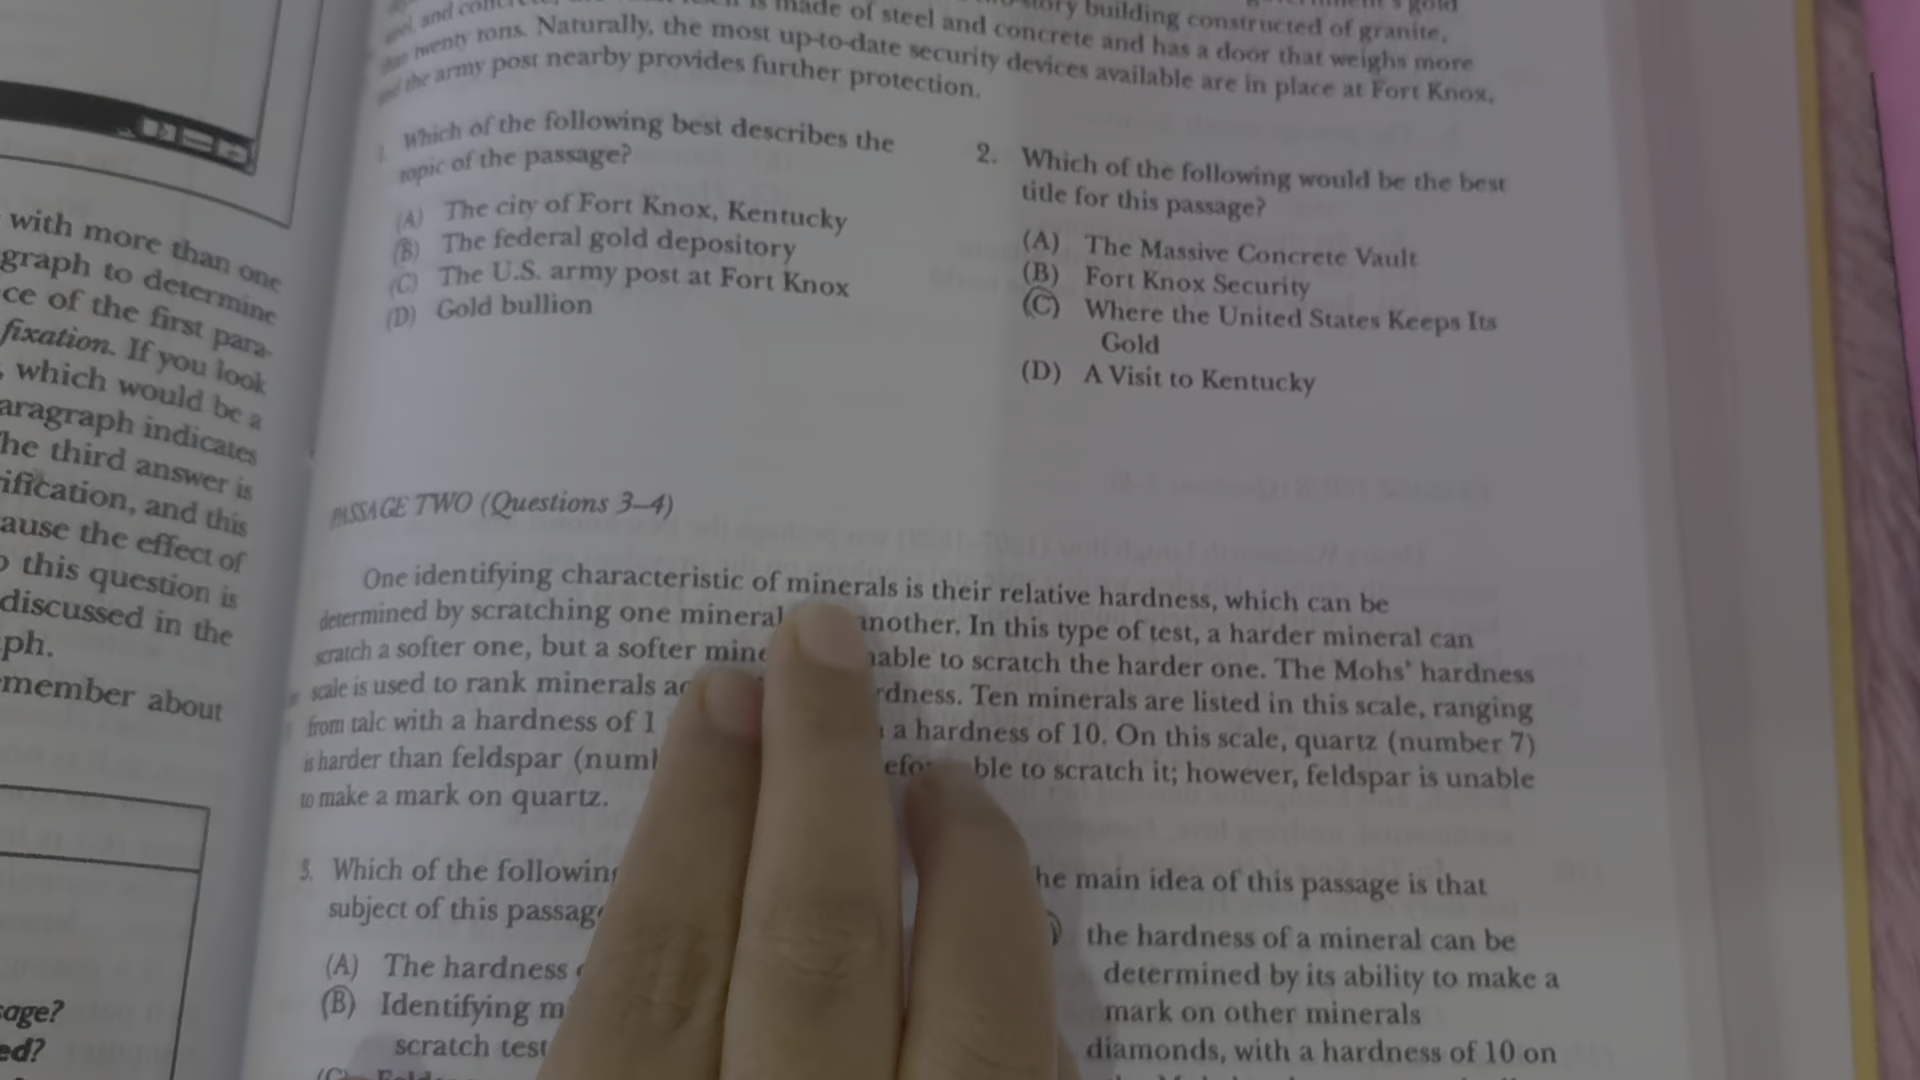 with more than one
graph to determine
ce of the first para-
fixation. If you look
, which would be a
aragraph indicates
he third answer is
ification, and this
ause the effect of
this question is
discussed in the
ph.
member about
sage?
ed?
is made of steel and concrete and has a door that weighs more
story building constructed of granite,
than twenty tons. Naturally, the most up-to-date security devices available are in place at Fort Knox,
and the army post nearby provides further protection.
1. Which of the following best describes the
topic of the passage?
(A) The city of Fort Knox, Kentucky
(B) The federal gold depository
(C) The U.S. army post at Fort Knox
(D) Gold bullion
2. Which of the following would be the best
title for this passage?
(A) The Massive Concrete Vault
(B) Fort Knox Security
(C) Where the United States Keeps Its
Gold
(D) A Visit to Kentucky
PASSAGE TWO (Questions 3–4)
One identifying characteristic of minerals is their relative hardness, which can be
determined by scratching one mineral another. In this type of test, a harder mineral can
scratch a softer one, but a softer mine nable to scratch the harder one. The Mohs' hardness
scale is used to rank minerals ac rdness. Ten minerals are listed in this scale, ranging
from talc with a hardness of 1 a hardness of 10. On this scale, quartz (number 7)
is harder than feldspar (num efo ble to scratch it; however, feldspar is unable
to make a mark on quartz.
3. Which of the following
subject of this passage
(A) The hardness
(B) Identifying m
scratch test
(C)
he main idea of this passage is that
the hardness of a mineral can be
determined by its ability to make a
mark on other minerals
diamonds, with a hardness of 10 on